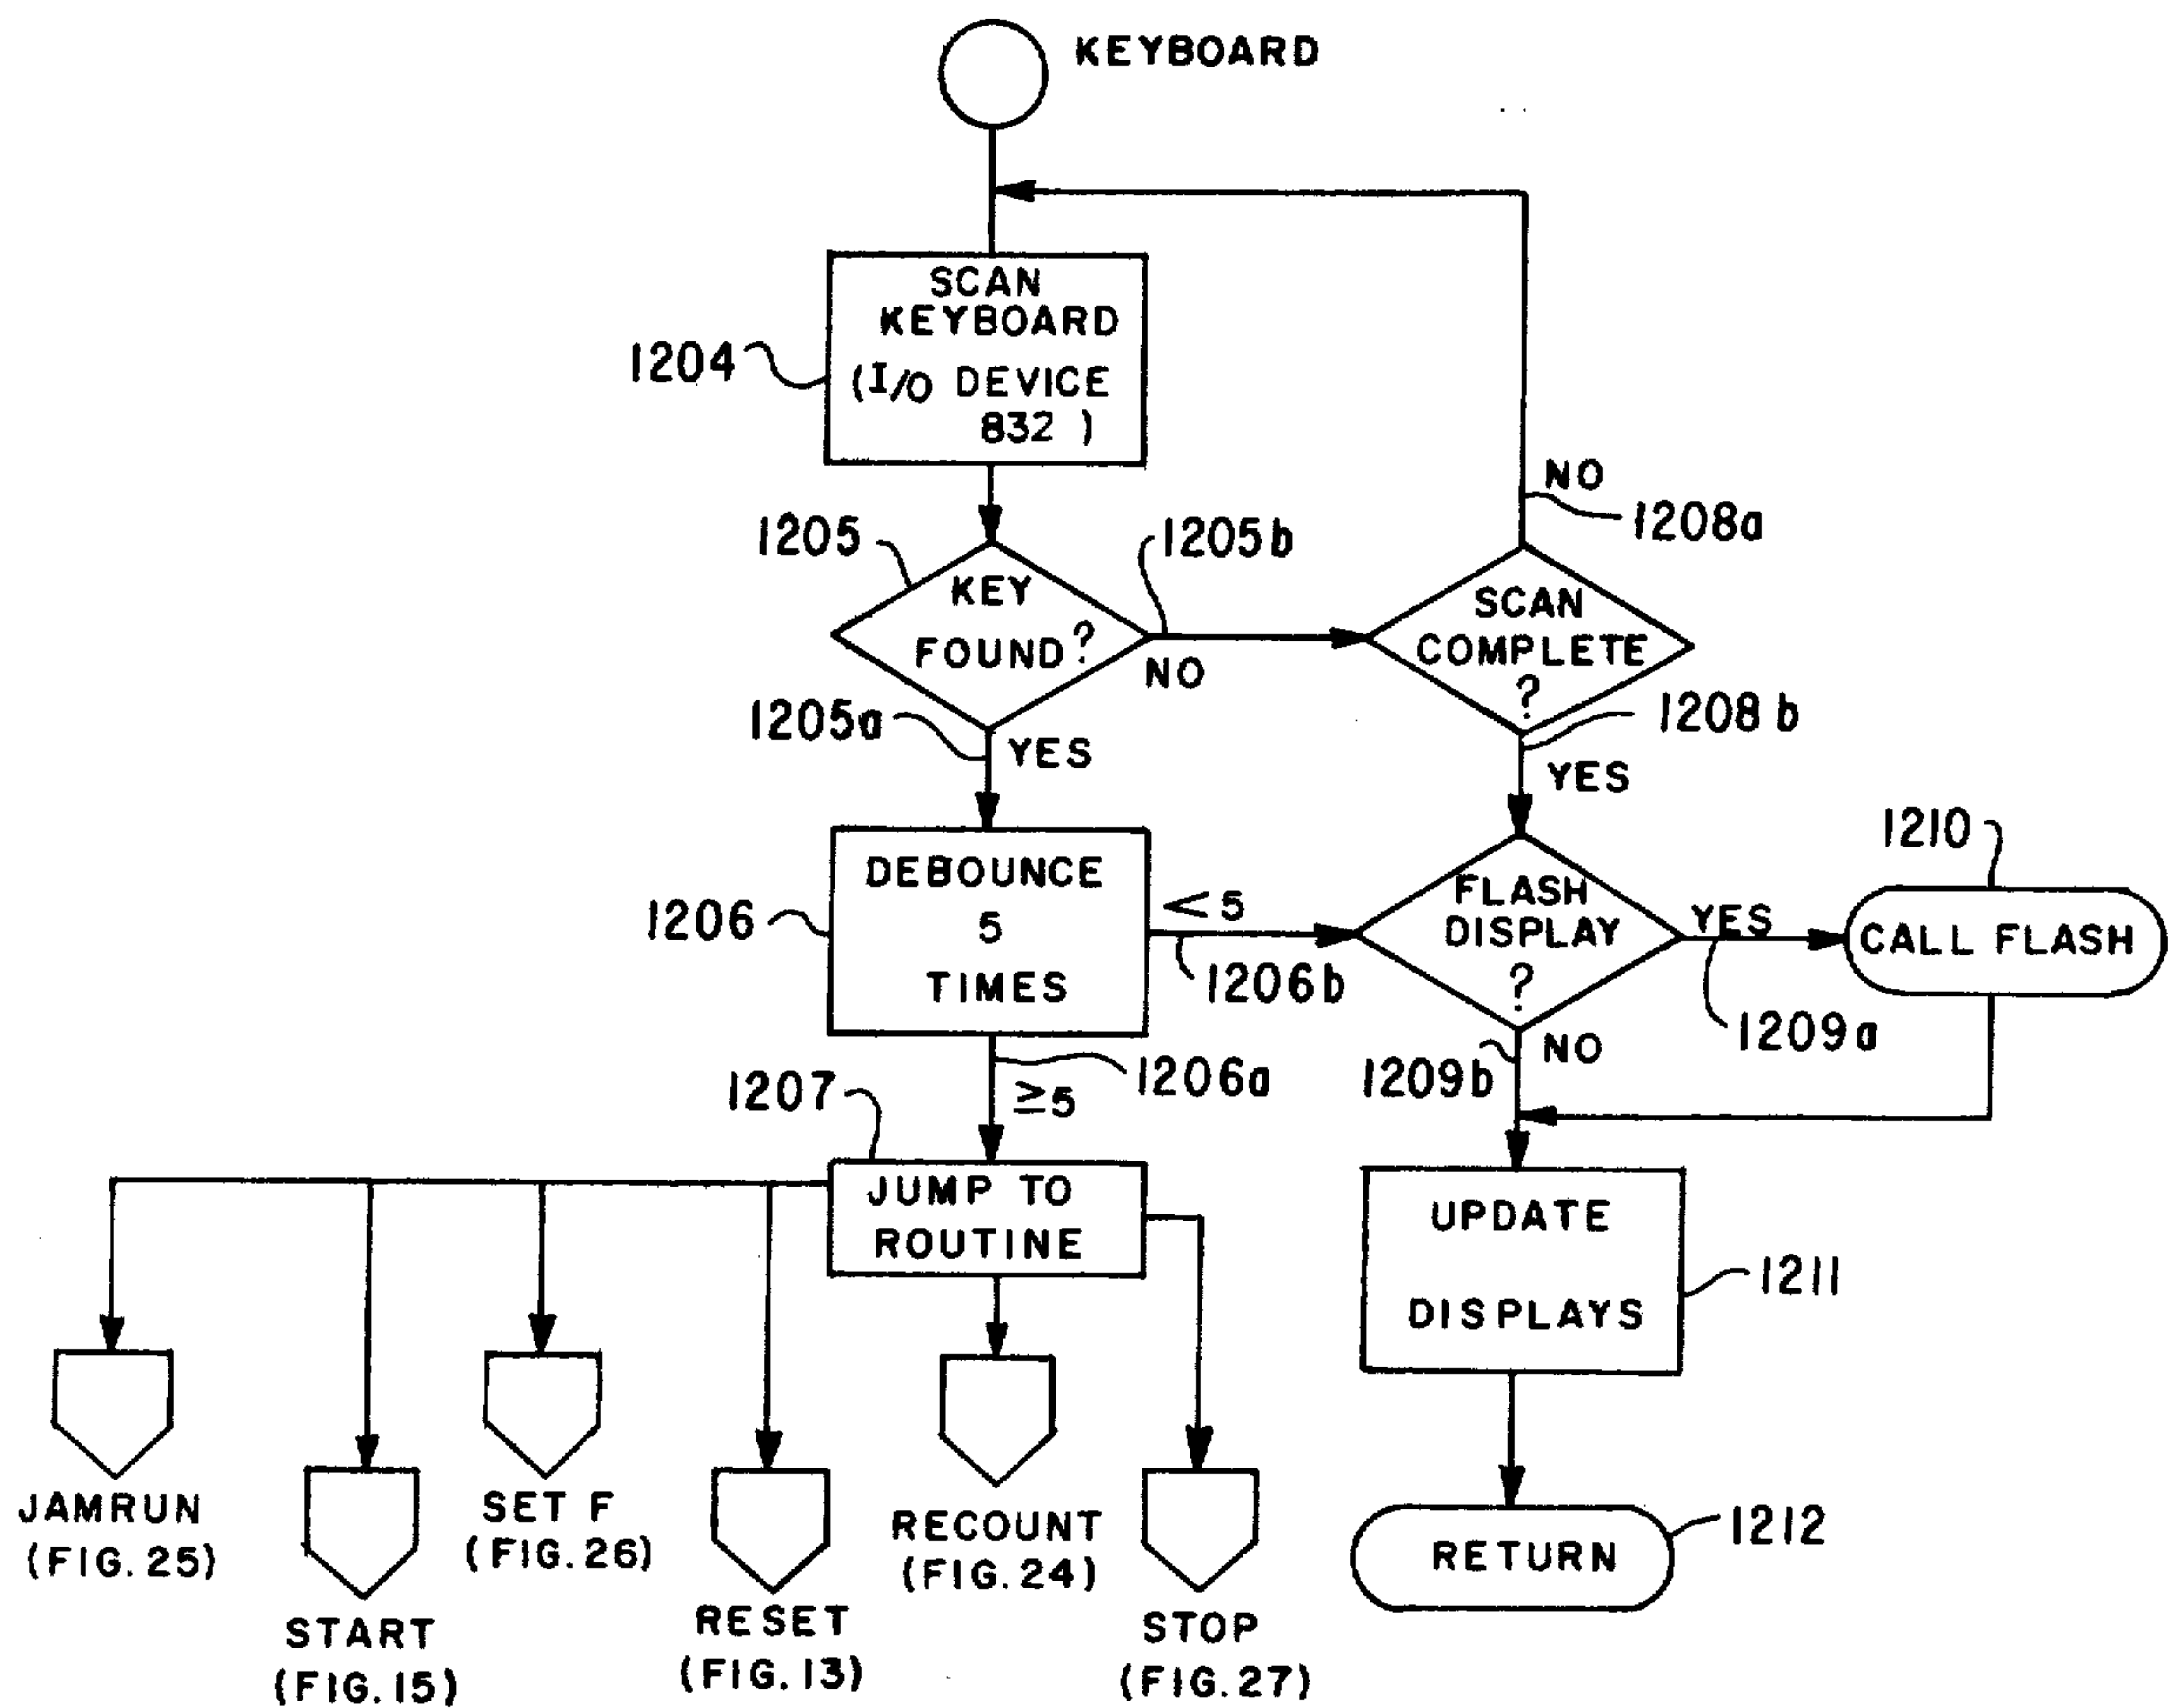 KEYBOARD
SCAN
KEYBOARD
(I/O DEVICE
832 )
1204
NO
1208a
1205
KEY
FOUND?
1205b
NO
SCAN
COMPLETE
?
1205a
YES
1208b
YES
1206
DEBOUNCE
5
TIMES
< 5
1206b
FLASH
DISPLAY
?
YES
1209a
1210
CALL FLASH
1209b
NO
1206a
≥5
1207
JUMP TO
ROUTINE
UPDATE
DISPLAYS
1211
JAMRUN
(FIG.25)
START
(FIG.15)
SET F
(FIG.26)
RESET
(FIG.13)
RECOUNT
(FIG.24)
STOP
(FIG.27)
RETURN
1212